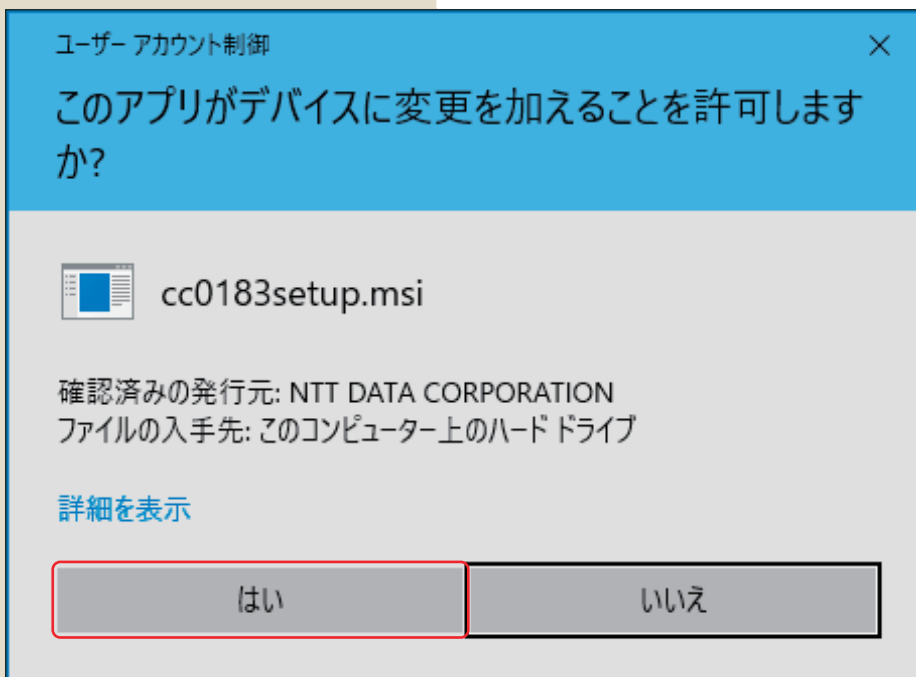 ユーザー アカウント制御
このアプリがデバイスに変更を加えることを許可します
か?
cc0183setup.msi
確認済みの発行元: NTT DATA CORPORATION
ファイルの入手先: このコンピューター上のハード ドライブ
詳細を表示
はい
いいえ